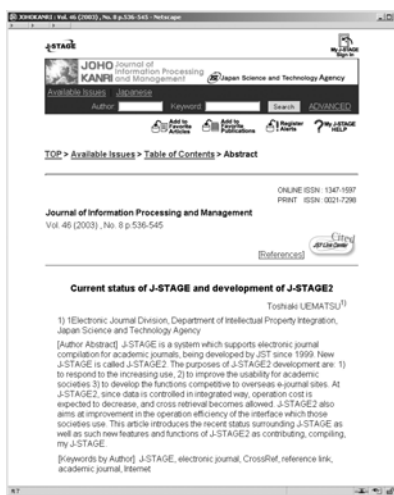 JOHOKANRI : Vol. 46 (2003) , No. 8 p.536-545 - Netscape
J-STAGE
My J-STAGE
Sign in
JOHO Journal of
Information Processing
KANRI and Management
Japan Science and Technology Agency
Available Issues | Japanese
Author: Keyword: Search ADVANCED
Add to Favorite Articles
Add to Favorite Publications
Register Alerts
My J-STAGE HELP
TOP > Available Issues > Table of Contents > Abstract
ONLINE ISSN : 1347-1597
PRINT ISSN : 0021-7298
Journal of Information Processing and Management
Vol. 46 (2003) , No. 8 p.536-545
Cited
JST Link Center
[References]
Current status of J-STAGE and development of J-STAGE2
Toshiaki UEMATSU1)
1) 1Electronic Journal Division, Department of Intellectual Property Integration,
Japan Science and Technology Agency
[Author Abstract] J-STAGE is a system which supports electronic journal
compilation for academic journals, being developed by JST since 1999. New
J-STAGE is called J-STAGE2. The purposes of J-STAGE2 development are: 1)
to respond to the increasing use, 2) to improve the usability for academic
societies 3) to develop the functions competitive to overseas e-journal sites. At
J-STAGE2, since data is controlled in integrated way, operation cost is
expected to decrease, and cross retrieval becomes allowed. J-STAGE2 also
aims at improvement in the operation efficiency of the interface which those
societies use. This article introduces the recent status surrounding J-STAGE as
well as such new features and functions of J-STAGE2 as contributing, compiling,
my J-STAGE.
[Keywords by Author] J-STAGE, electronic journal, CrossRef, reference link,
academic journal, Internet